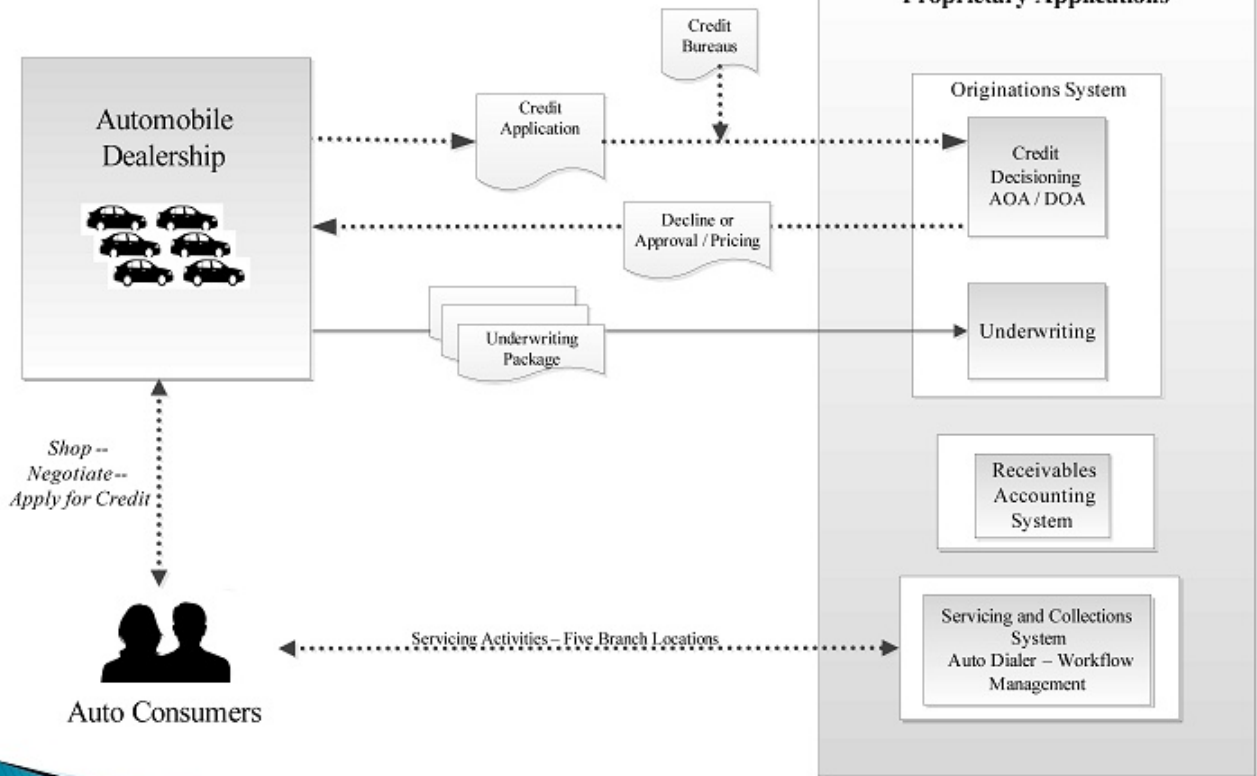 Proprietary Applications
Credit
Bureaus
Originations System
Automobile
Dealership
Credit
Application
Credit
Decisioning
AOA / DOA
Decline or
Approval / Pricing
Underwriting
Package
Underwriting
Shop --
Negotiate--
Apply for Credit
Receivables
Accounting
System
Servicing Activities – Five Branch Locations
Servicing and Collections
System
Auto Dialer – Workflow
Management
Auto Consumers